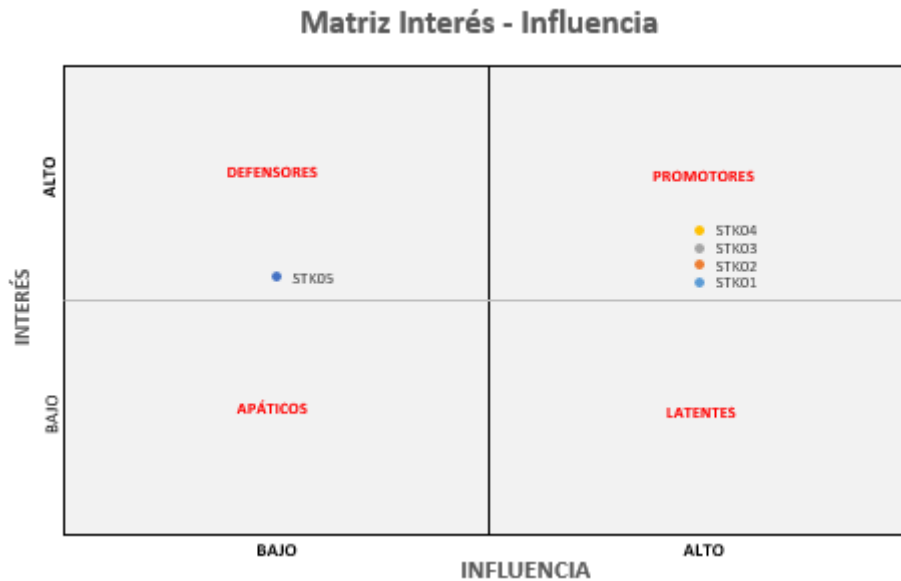 Matriz Interés - Influencia
ALTO
DEFENSORES
PROMOTORES
STK04
STK03
STK02
STK01
STK05
INTERÉS
BAJO
APÁTICOS
LATENTES
BAJO
ALTO
INFLUENCIA